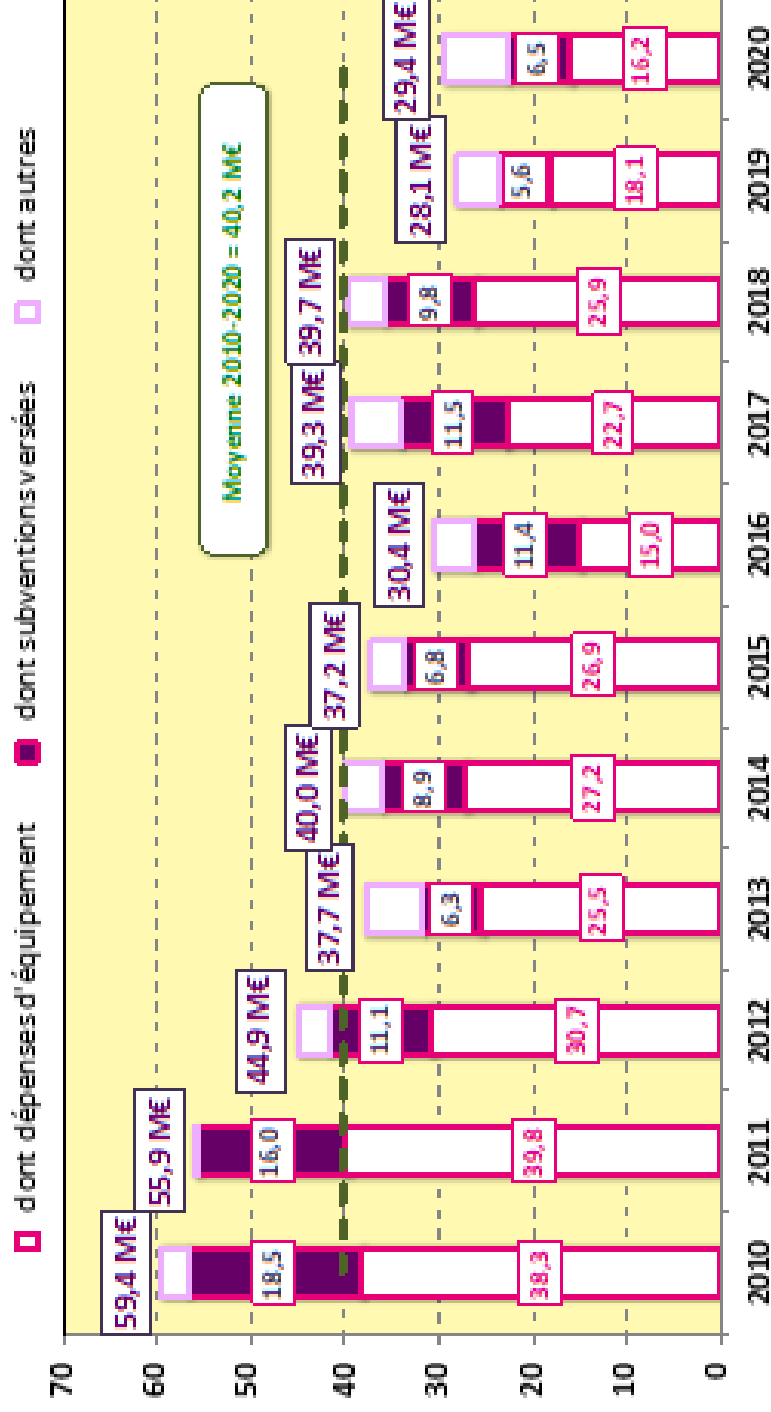 dont dépenses d'équipement
dont subventions versées
dont autres
70
60
50
40
30
20
10
0
Moyenne 2010-2020 = 40,2 M€
59,4 M€
55,9 M€
44,9 M€
37,7 M€
40,0 M€
37,2 M€
30,4 M€
39,3 M€
39,7 M€
28,1 M€
29,4 M€
18,5
16,0
11,1
6,3
8,9
6,8
11,4
11,5
9,8
5,6
6,5
38,3
39,8
30,7
25,5
27,2
26,9
15,0
22,7
25,9
18,1
16,2
2010
2011
2012
2013
2014
2015
2016
2017
2018
2019
2020